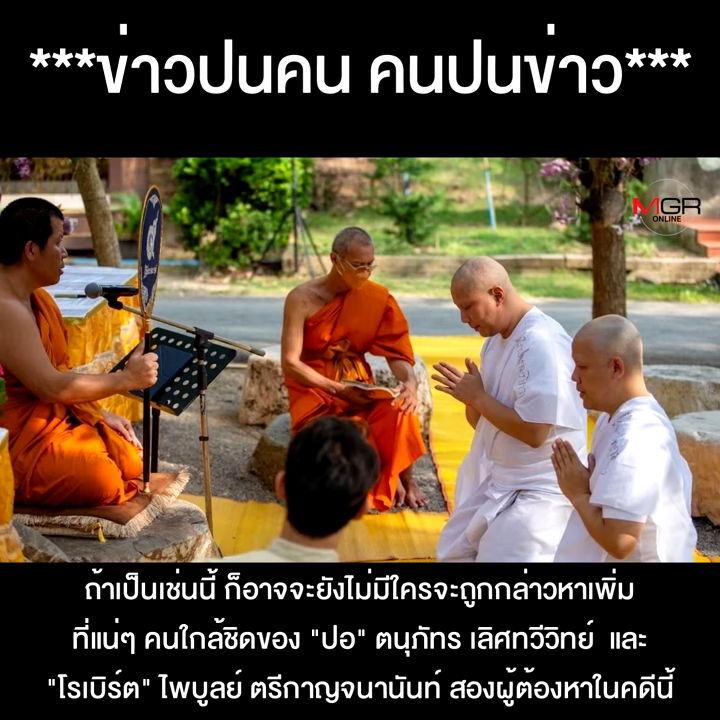 ***ข่าวปนคน คนปนข่าว***
MGR
ONLINE
ถ้าเป็นเช่นนี้ ก็อาจจะยังไม่มีใครจะถูกกล่าวหาเพิ่ม
ที่แน่ๆ คนใกล้ชิดของ "ปอ" ตนุภัทร เลิศทวีวิทย์ และ
"โรเบิร์ต" ไพบูลย์ ตรีกาญจนานันท์ สองผู้ต้องหาในคดีนี้